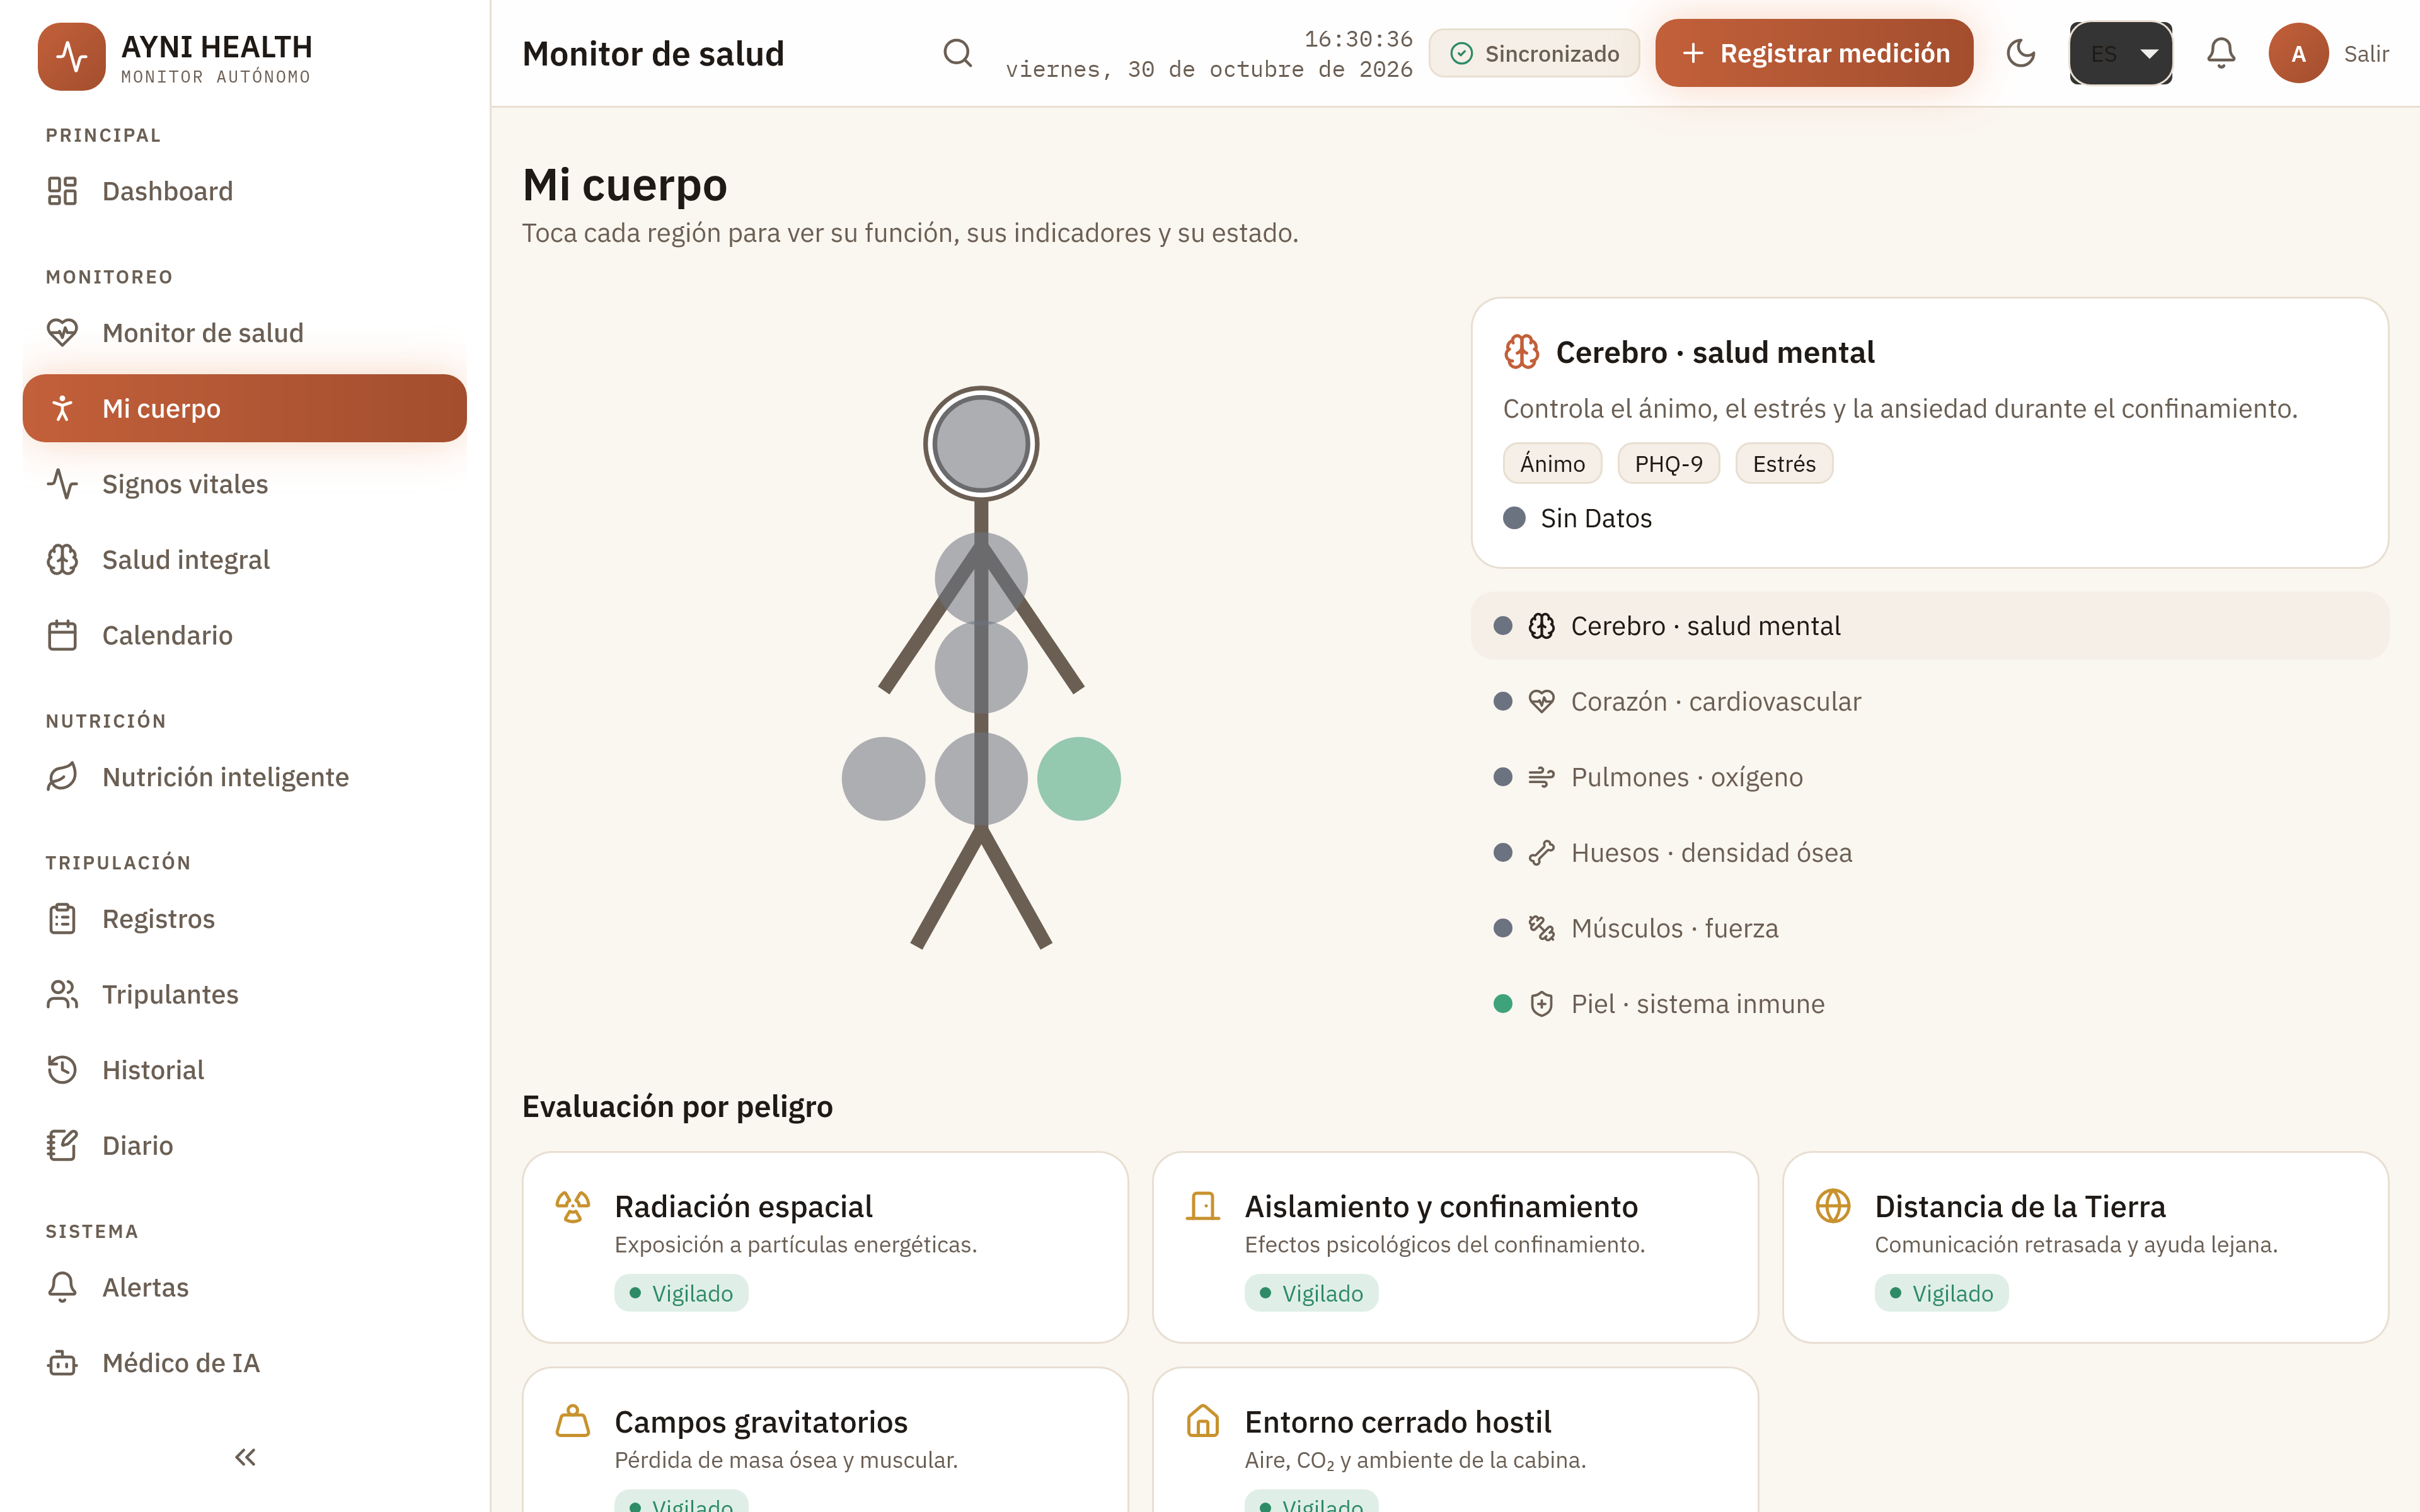 AYNI HEALTH
MONITOR AUTÓNOMO
PRINCIPAL
Dashboard
MONITOREO
Monitor de salud
Mi cuerpo
Signos vitales
Salud integral
Calendario
NUTRICIÓN
Nutrición inteligente
TRIPULACIÓN
Registros
Tripulantes
Historial
Diario
SISTEMA
Alertas
Médico de IA
Monitor de salud
16:30:36
viernes, 30 de octubre de 2026
Sincronizado
Registrar medición
ES
A
Salir
Mi cuerpo
Toca cada región para ver su función, sus indicadores y su estado.
Cerebro · salud mental
Controla el ánimo, el estrés y la ansiedad durante el confinamiento.
Ánimo
PHQ-9
Estrés
Sin Datos
Cerebro · salud mental
Corazón · cardiovascular
Pulmones · oxígeno
Huesos · densidad ósea
Músculos · fuerza
Piel · sistema inmune
Evaluación por peligro
Radiación espacial
Exposición a partículas energéticas.
Vigilado
Aislamiento y confinamiento
Efectos psicológicos del confinamiento.
Vigilado
Distancia de la Tierra
Comunicación retrasada y ayuda lejana.
Vigilado
Campos gravitatorios
Pérdida de masa ósea y muscular.
Vigilado
Entorno cerrado hostil
Aire, CO₂ y ambiente de la cabina.
Vigilado